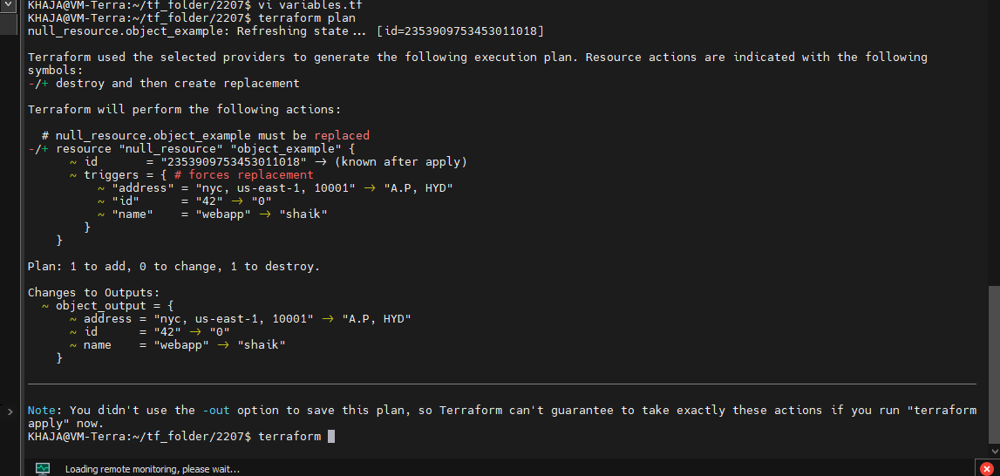 KHAJA@VM-Terra:~/tf_folder/2207$ vi variables.tf
KHAJA@VM-Terra:~/tf_folder/2207$ terraform plan
null_resource.object_example: Refreshing state... [id=2353909753453011018]
Terraform used the selected providers to generate the following execution plan. Resource actions are indicated with the following
symbols:
-/+ destroy and then create replacement
Terraform will perform the following actions:
  # null_resource.object_example must be replaced
-/+ resource "null_resource" "object_example" {
      ~ id       = "2353909753453011018" -> (known after apply)
      ~ triggers = { # forces replacement
          ~ "address" = "nyc, us-east-1, 10001" -> "A.P, HYD"
          ~ "id"      = "42" -> "0"
          ~ "name"    = "webapp" -> "shaik"
        }
    }
Plan: 1 to add, 0 to change, 1 to destroy.
Changes to Outputs:
  ~ object_output = {
      ~ address = "nyc, us-east-1, 10001" -> "A.P, HYD"
      ~ id      = "42" -> "0"
      ~ name    = "webapp" -> "shaik"
    }
Note: You didn't use the -out option to save this plan, so Terraform can't guarantee to take exactly these actions if you run "terraform
apply" now.
KHAJA@VM-Terra:~/tf_folder/2207$ terraform
Loading remote monitoring, please wait...